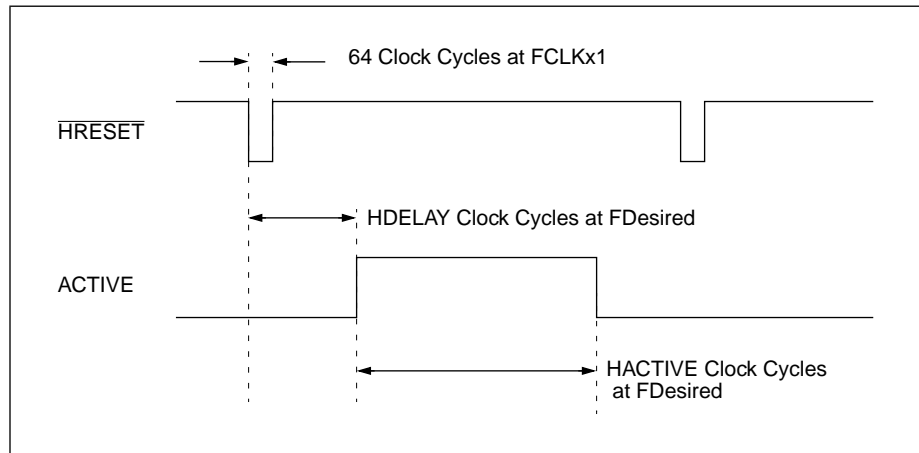 64 Clock Cycles at FCLKx1
HRESET
HDELAY Clock Cycles at FDesired
ACTIVE
HACTIVE Clock Cycles
at FDesired